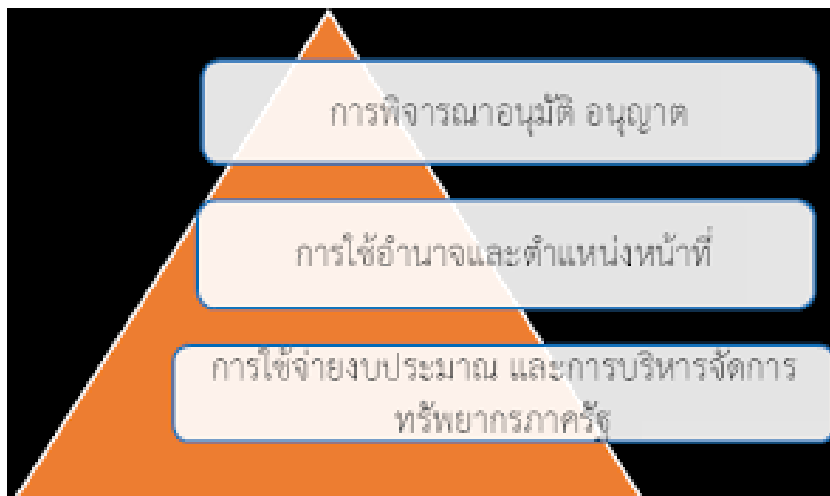 การพิจารณาอนุมัติ อนุญาต
การใช้อำนาจและตำแหน่งหน้าที่
การใช้จ่ายงบประมาณ และการบริหารจัดการ
ทรัพยากรภาครัฐ